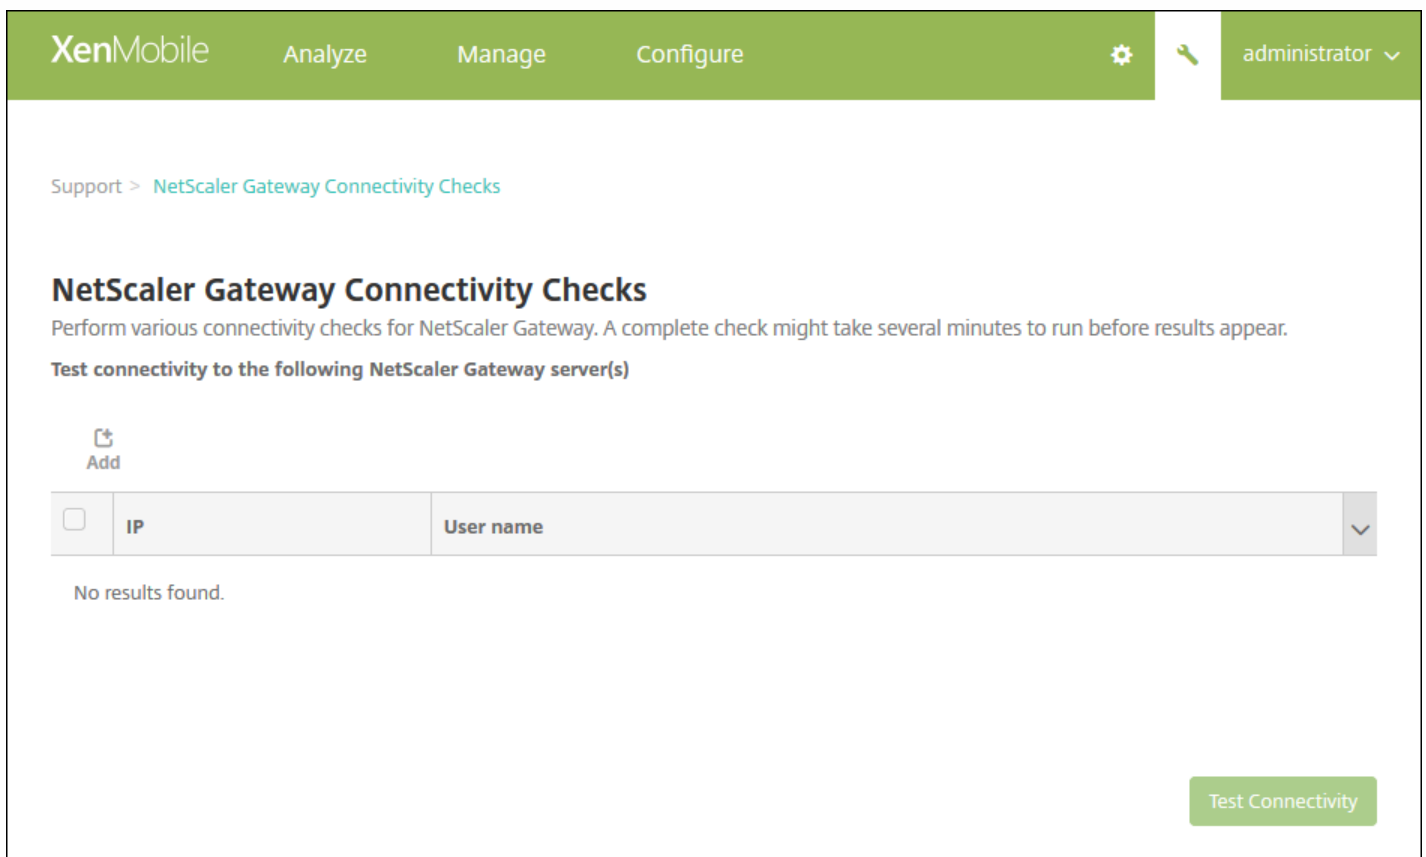 XenMobile Analyze Manage Configure administrator
Support > NetScaler Gateway Connectivity Checks
NetScaler Gateway Connectivity Checks
Perform various connectivity checks for NetScaler Gateway. A complete check might take several minutes to run before results appear.
Test connectivity to the following NetScaler Gateway server(s)
Add
IP User name
No results found.
Test Connectivity